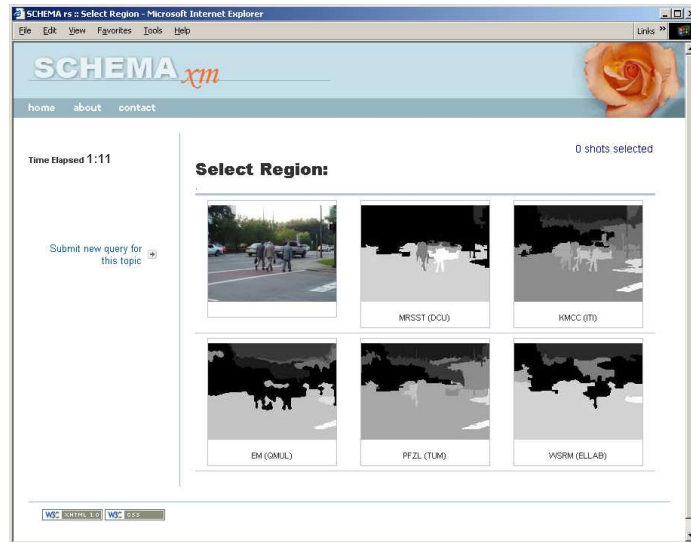 SCHEMA rs :: Select Region - Microsoft Internet Explorer
File Edit View Favorites Tools Help
Links »
SCHEMA xm
home about contact
0 shots selected
Time Elapsed 1:11
Select Region:
Submit new query for
this topic
MRSST (DCU)
KMCC (ITI)
EM (QMUL)
PFZL (TUM)
WSRM (ELLAB)
W3C XHTML 1.0 W3C CSS